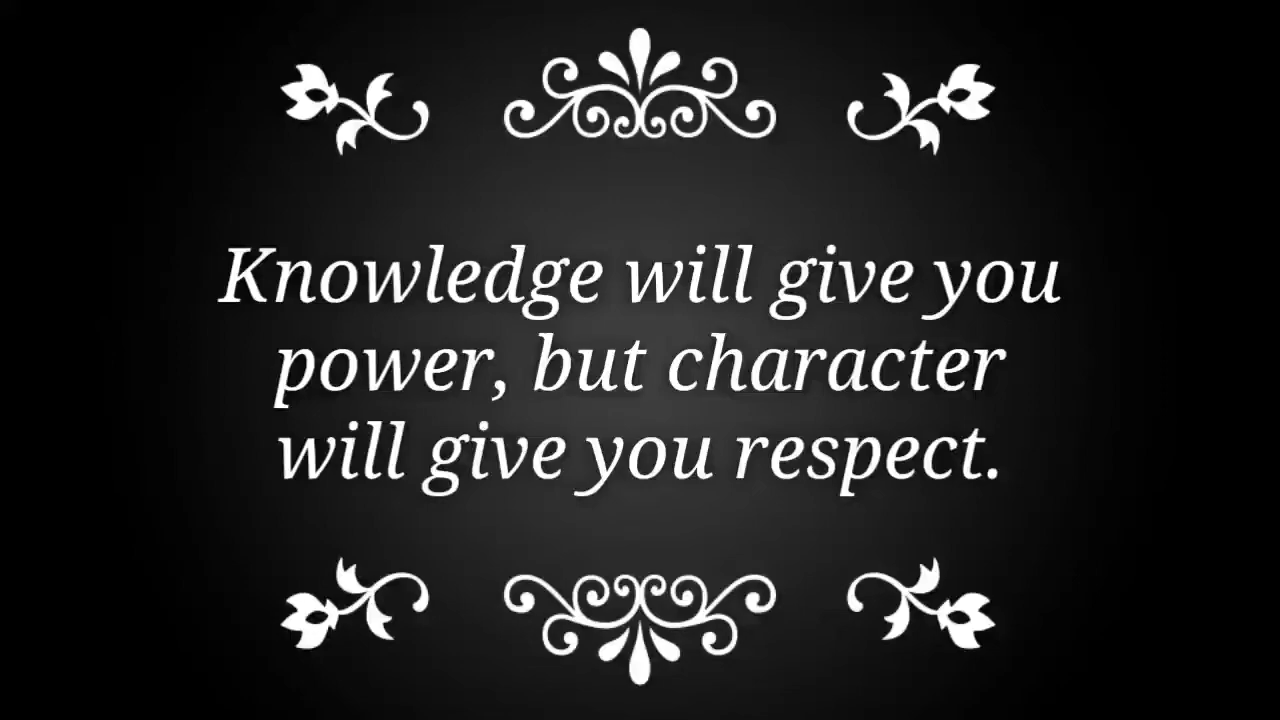 Knowledge will give you
power, but character
will give you respect.